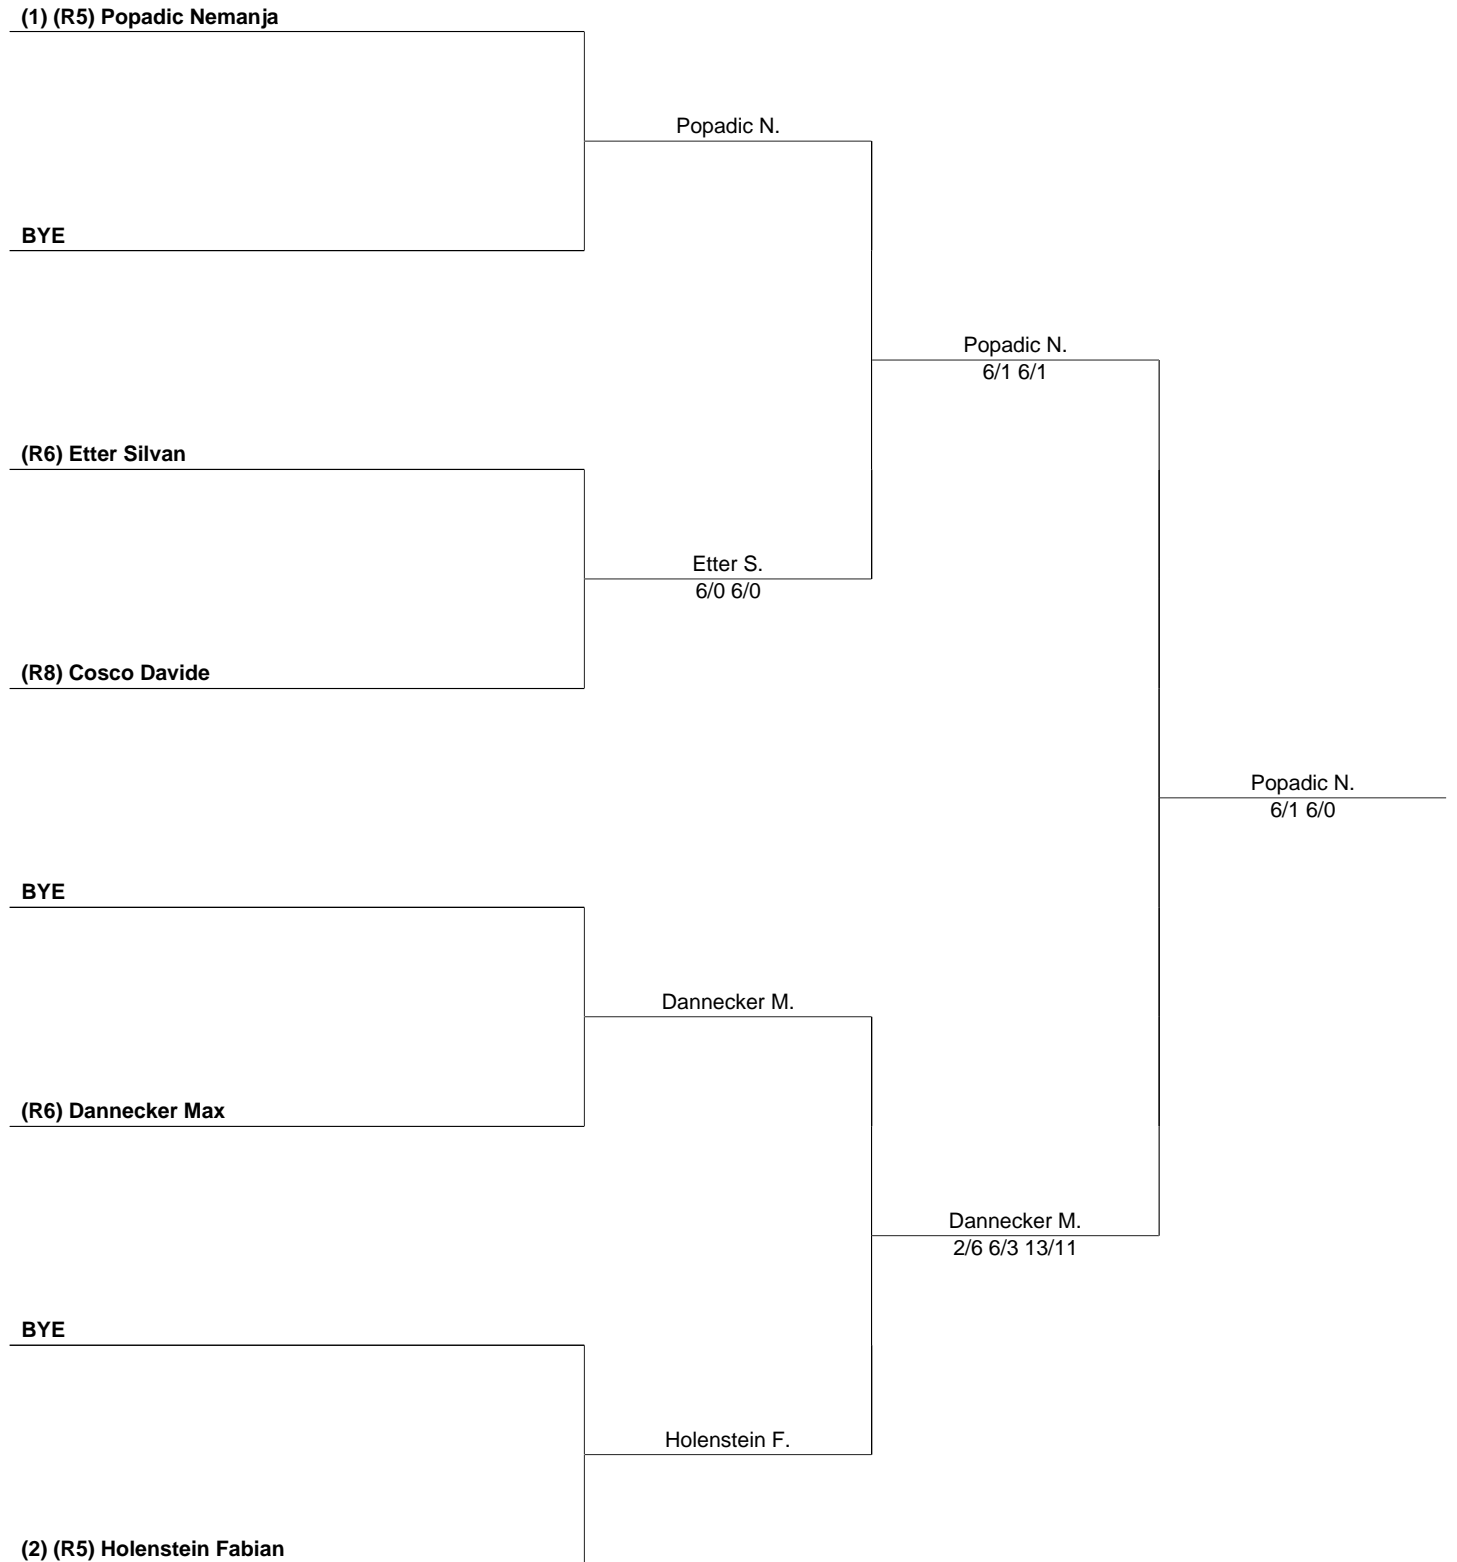 (1) (R5) Popadic Nemanja
Popadic N.
BYE
Popadic N.
6/1 6/1
(R6) Etter Silvan
Etter S.
6/0 6/0
(R8) Cosco Davide
Popadic N.
6/1 6/0
BYE
Dannecker M.
(R6) Dannecker Max
Dannecker M.
2/6 6/3 13/11
BYE
Holenstein F.
(2) (R5) Holenstein Fabian